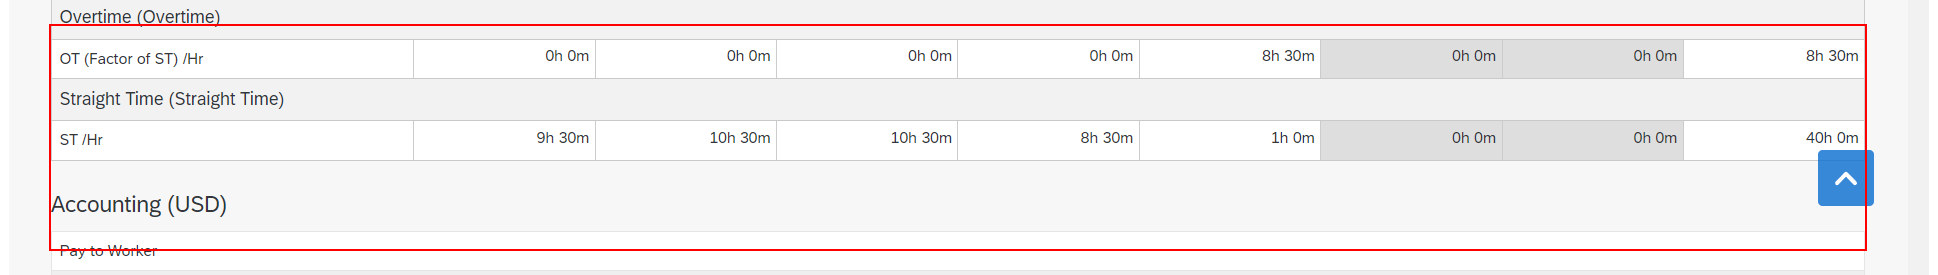 Overtime (Overtime)
OT (Factor of ST) /Hr 0h 0m 0h 0m 0h 0m 0h 0m 8h 30m 0h 0m 0h 0m 8h 30m
Straight Time (Straight Time)
ST /Hr 9h 30m 10h 30m 10h 30m 8h 30m 1h 0m 0h 0m 0h 0m 40h 0m
Accounting (USD)
Pay to Worker